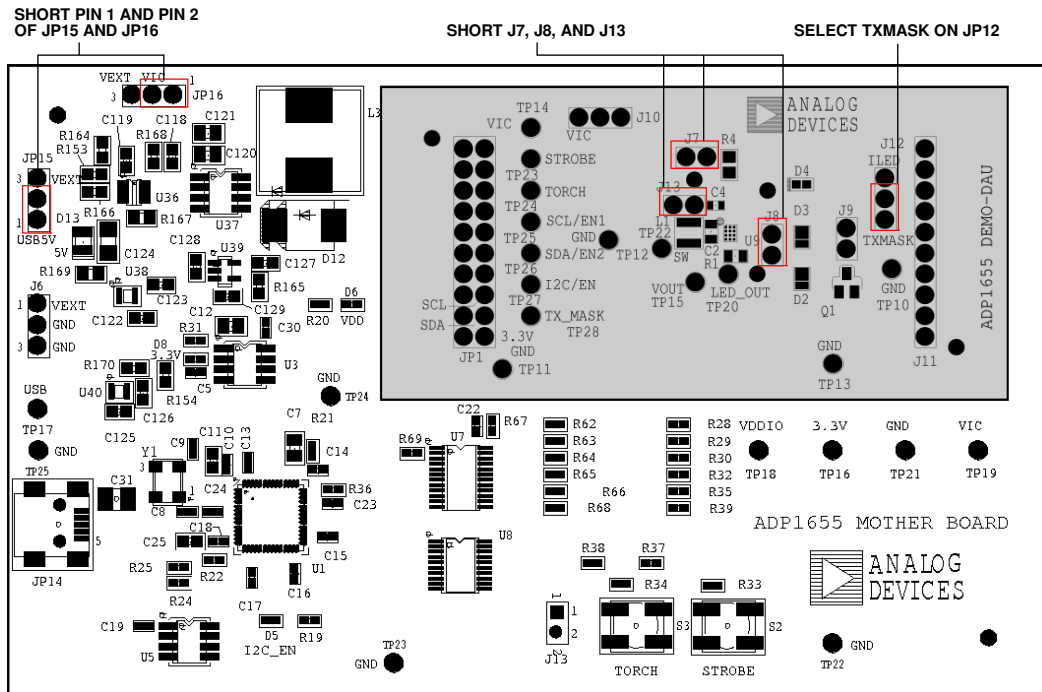 SHORT PIN 1 AND PIN 2
OF JP15 AND JP16
SHORT J7, J8, AND J13
SELECT TXMASK ON JP12
VEXT VIC 1
3 JP16
C118
C119 R168
C121
R164
R153
C120
L3
JP15
3
VEXT
U36
R166
R167
U37
1
USB5V
D13
5V
C124
C128
U39
D12
C127
R169
U38
C123
R165
J6
1 VEXT
GND
3 GND
C122
C12 C129
R31
C30
R20
D6
VDD
D8
3.3V
R170
U40
R154
C5
U3
C126
C125
USB
TP17
GND
TP25
GND
TP24
R21
C7
Y1
3
1
C9
C11
C10
C13
C14
C31
C24
C8
R36
C23
C18
C25
C15
5
JP14
R25
R22
R24
U1
C16
C17
C19
U5
D5
I2C_EN
R19
GND
TP23
TP14
VIC
VIC
J10
STROBE
TP23
TORCH
TP24
SCL/EN1
TP25
GND
TP12
SDA/EN2
TP26
I2C/EN
TP27
TX_MASK
TP28
SCL
SDA
JP1
3.3V
GND
TP11
ANALOG
DEVICES
J7
R4
J13
C4
L1
TP22
SW
C2
R1
U9
J8
D4
D3
D2
J9
Q1
VOUT
TP15
LED_OUT
TP20
J12
ILED
TXMASK
GND
TP10
GND
TP13
J11
ADP1655 DEMO-DAU
C22
R67
R69
U7
U8
R62
R63
R64
R65
R66
R68
R28
R29
R30
R32
R35
R39
VDDIO
TP18
3.3V
TP16
GND
TP21
VIC
TP19
ADP1655 MOTHER BOARD
ANALOG
DEVICES
R38
R37
R34
R33
1
1
2
2
J13
S3
TORCH
S2
STROBE
GND
TP22